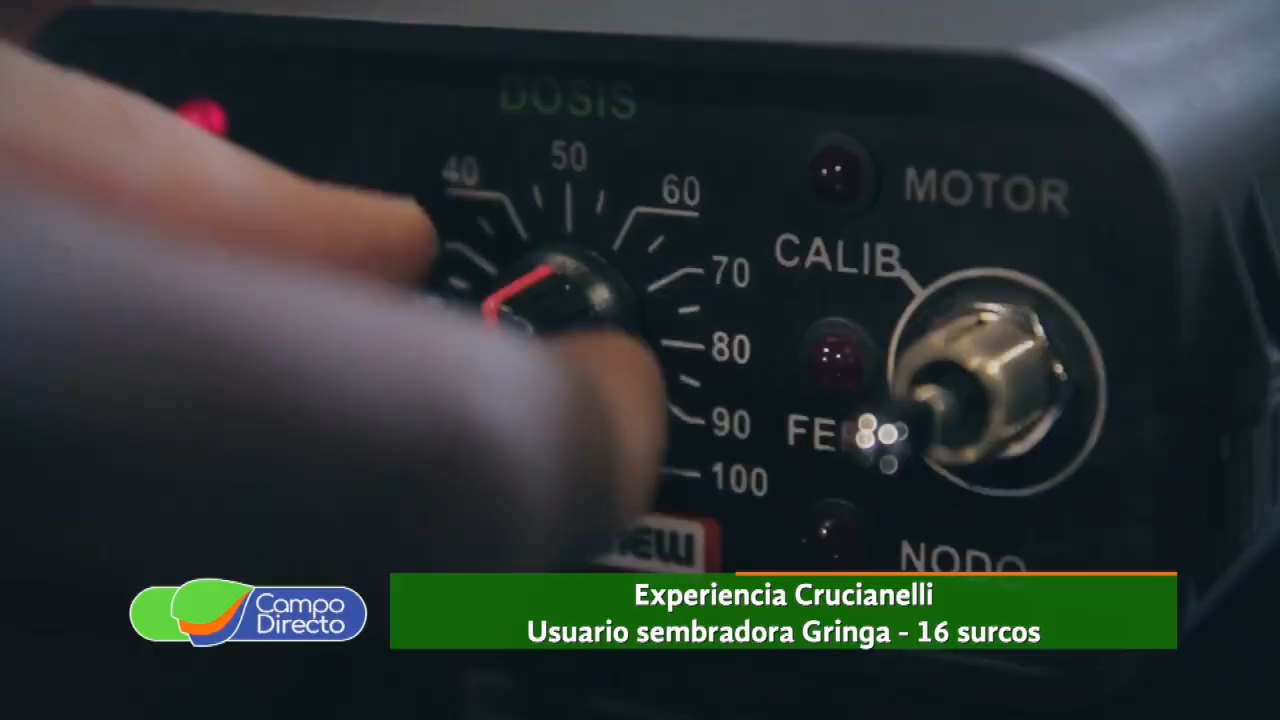 DOSIS
40
50
60
70
80
90
100
MOTOR
CALIB
NODO
Campo
Directo
Experiencia Crucianelli
Usuario sembradora Gringa - 16 surcos